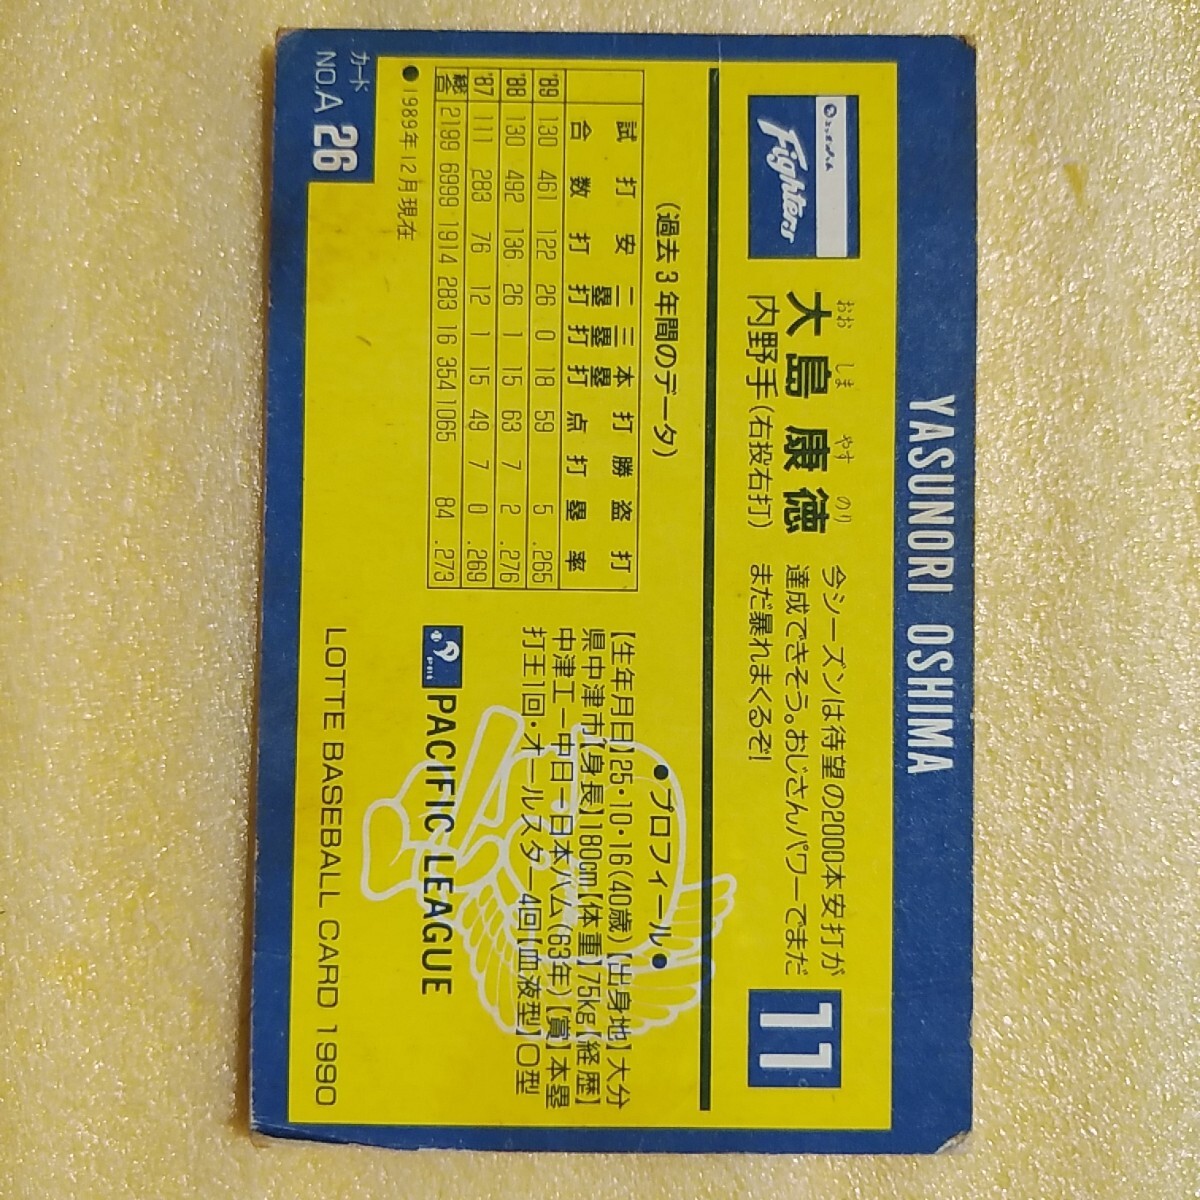 YASUNORI OSHIMA
Fighters
おお しま やす のり
大島 康徳
内野手(右投右打)
今シーズンは待望の2000本安打が
達成できそう。おじさんパワーでまだ
まだ暴れまくるぞ!
11
(過去3年間のデータ)
試合 打数 安打 二塁打 三塁打 本塁打 打点 勝打 盗塁 打率
'89 130 461 122 26 0 18 59 5 .265
'88 130 492 136 26 1 15 63 7 2 .276
'87 111 283 76 12 1 15 49 7 0 .269
総合 2199 6999 1914 283 16 354 1065 84 .273
●1989年12月現在
●プロフィール●
【生年月日】25・10・16(40歳)【出身地】大分
県中津市【身長】180cm【体重】75kg【経歴】
中津工ー中日ー日本ハム(63年)【賞】本塁
打王1回・オールスター4回【血液型】O型
PACIFIC LEAGUE
カード
NO.A 26
LOTTE BASEBALL CARD 1990